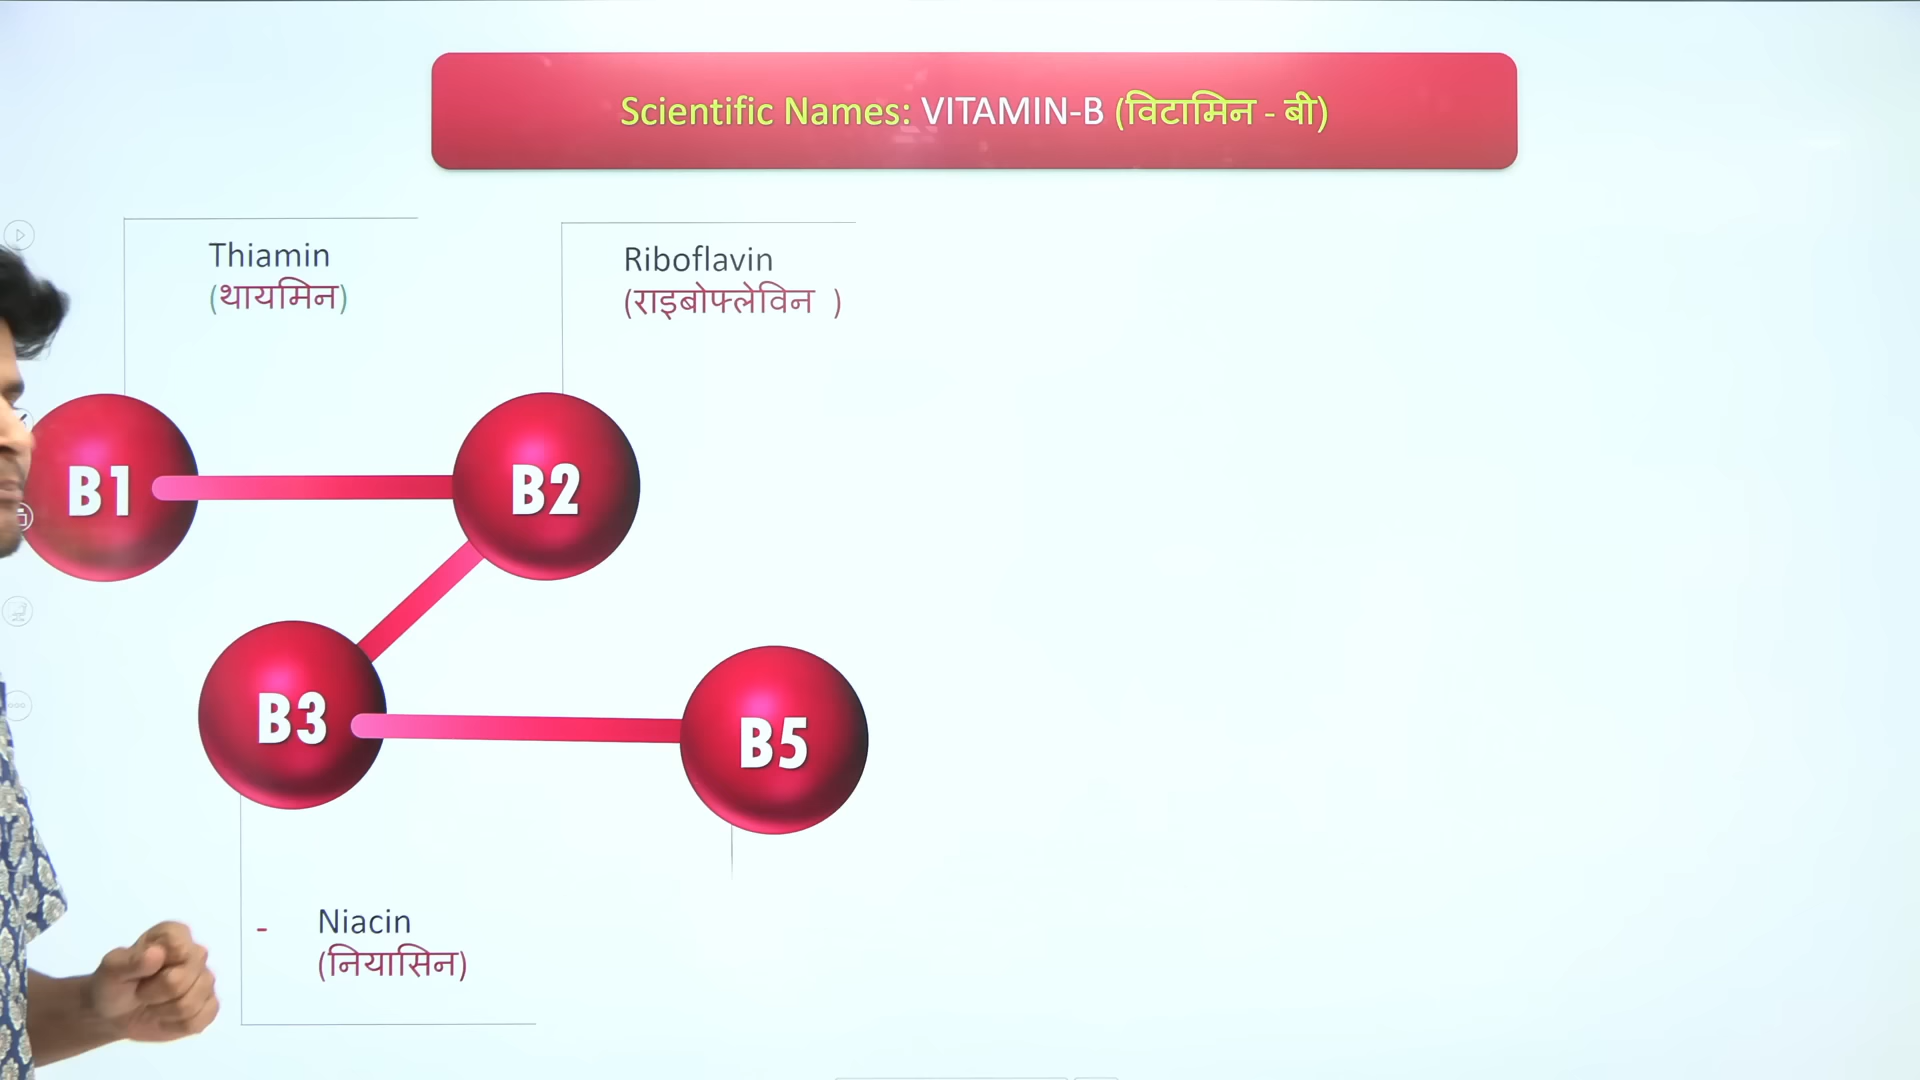 Scientific Names: VITAMIN-B (विटामिन - बी)
Thiamin
(थायमिन)
Riboflavin
(राइबोफ्लेविन )
B1
B2
B3
B5
- Niacin
(नियासिन)